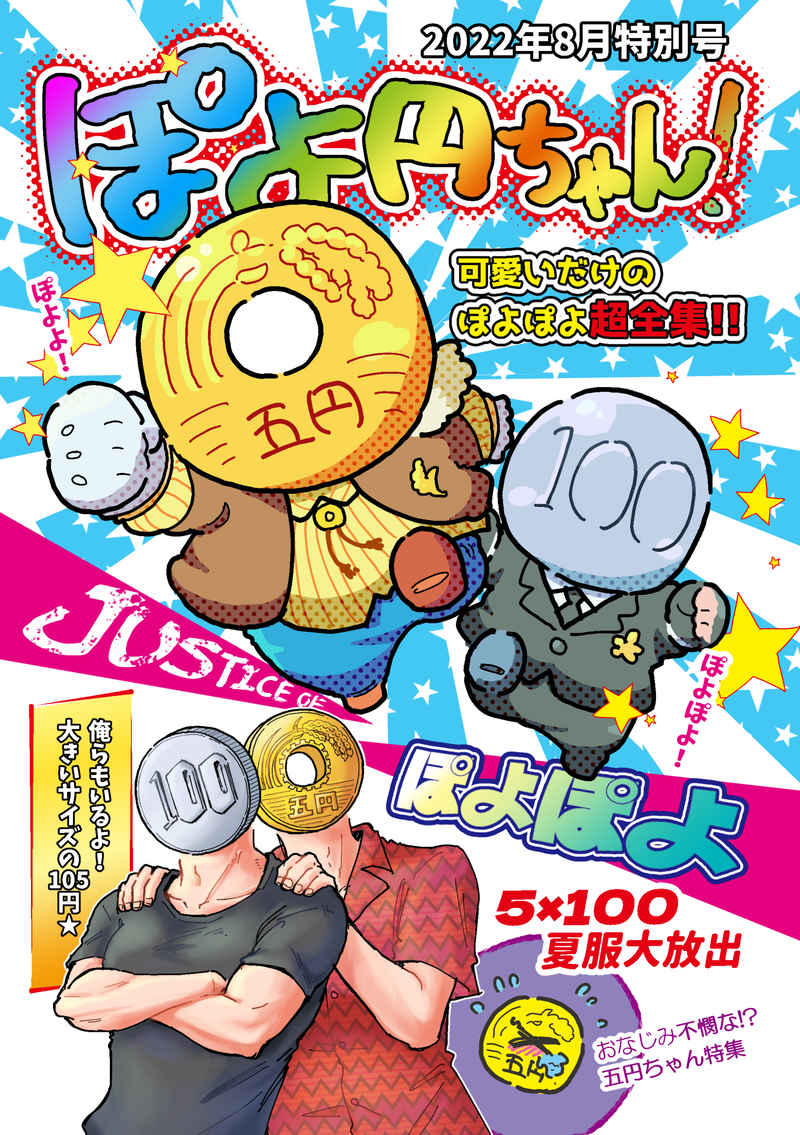 2022年8月特別号
ぽよ円ちゃん!
可愛いだけの
ぽよぽよ超全集!!
ぽよよ!
五円
100
JUSTICE OF
ぽよぽよ!
ぽよぽよ
俺らもいるよ!
大きいサイズの105円★
100
五円
5×100
夏服大放出
おなじみ不憫な!?
五円ちゃん特集
五円